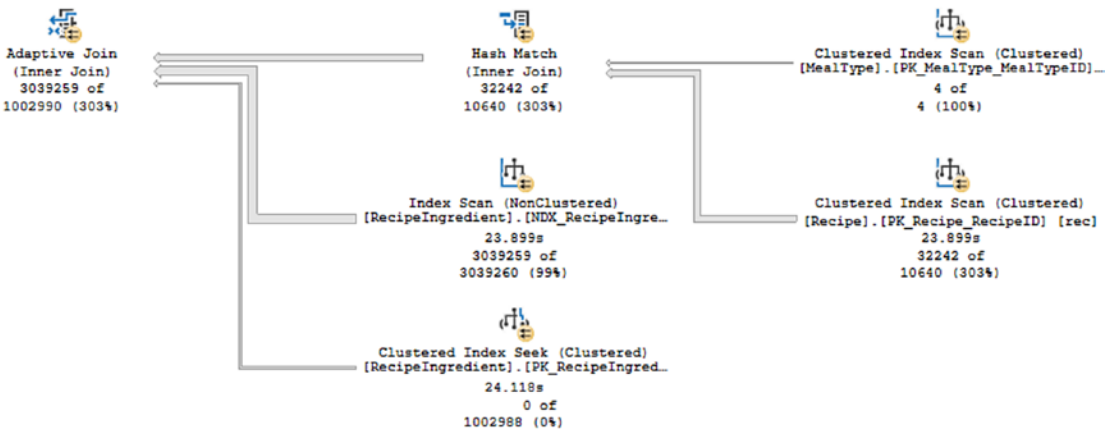 Adaptive Join
(Inner Join)
3039259 of
1002990 (303%)
Hash Match
(Inner Join)
32242 of
10640 (303%)
Clustered Index Scan (Clustered)
[MealType].[PK_MealType_MealTypeID]…
4 of
4 (100%)
Index Scan (NonClustered)
[RecipeIngredient].[NDX_RecipeIngre…
23.899s
3039259 of
3039260 (99%)
Clustered Index Scan (Clustered)
[Recipe].[PK_Recipe_RecipeID] [rec]
23.899s
32242 of
10640 (303%)
Clustered Index Seek (Clustered)
[RecipeIngredient].[PK_RecipeIngred…
24.118s
0 of
1002988 (0%)